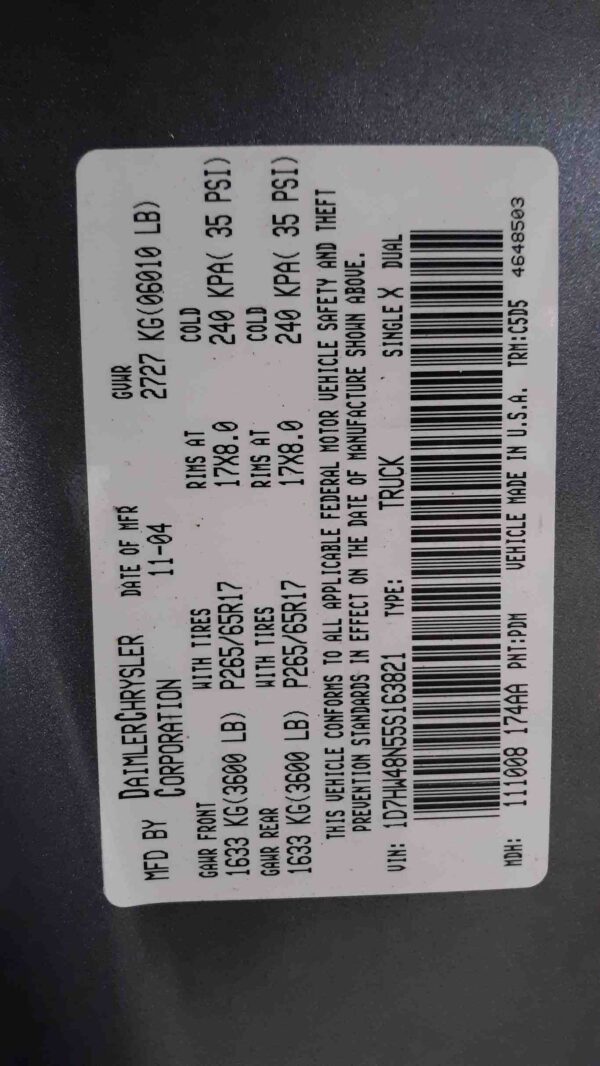 MFD BY DAIMLERCHRYSLER CORPORATION DATE OF MFR 11-04 GVWR 2727 KG(06010 LB)
GAWR FRONT WITH TIRES RIMS AT COLD
1633 KG(3600 LB) P265/65R17 17X8.0 240 KPA( 35 PSI)
GAWR REAR WITH TIRES RIMS AT COLD
1633 KG(3600 LB) P265/65R17 17X8.0 240 KPA( 35 PSI)
THIS VEHICLE CONFORMS TO ALL APPLICABLE FEDERAL MOTOR VEHICLE SAFETY AND THEFT
PREVENTION STANDARDS IN EFFECT ON THE DATE OF MANUFACTURE SHOWN ABOVE.
VIN: 1D7HW48N55S163821 TYPE: TRUCK SINGLE X DUAL
MDH: 111008 174AA PNT:PDM VEHICLE MADE IN U.S.A. TRM:C5D5 4648503